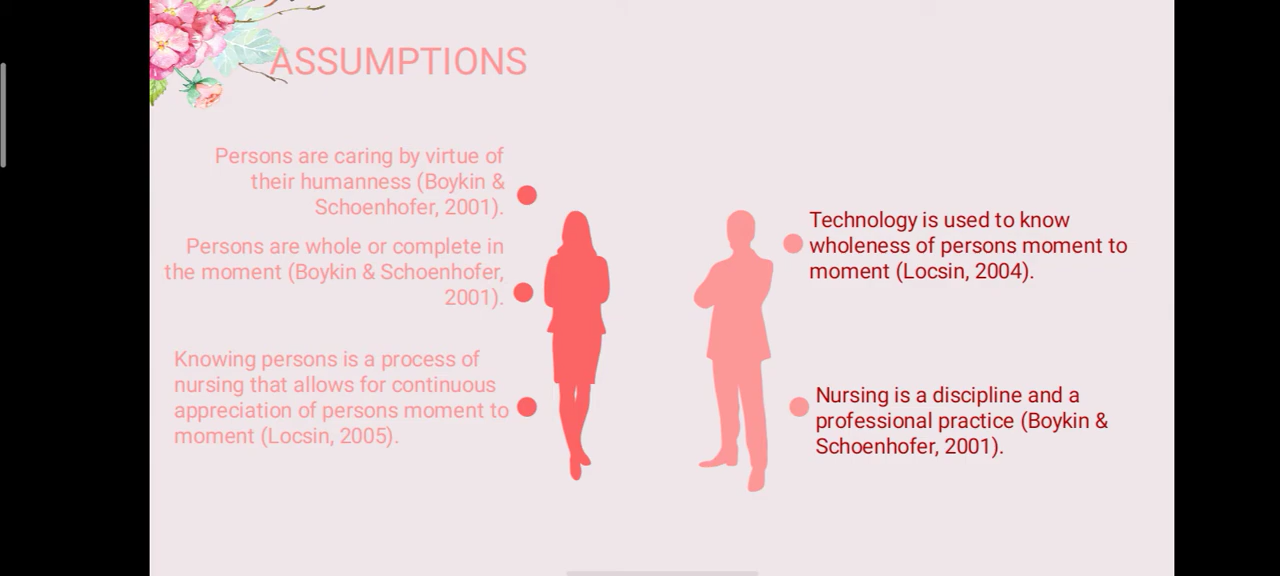 ASSUMPTIONS
Persons are caring by virtue of
their humanness (Boykin &
Schoenhofer, 2001).
Persons are whole or complete in
the moment (Boykin & Schoenhofer,
2001).
Knowing persons is a process of
nursing that allows for continuous
appreciation of persons moment to
moment (Locsin, 2005).
Technology is used to know
wholeness of persons moment to
moment (Locsin, 2004).
Nursing is a discipline and a
professional practice (Boykin &
Schoenhofer, 2001).